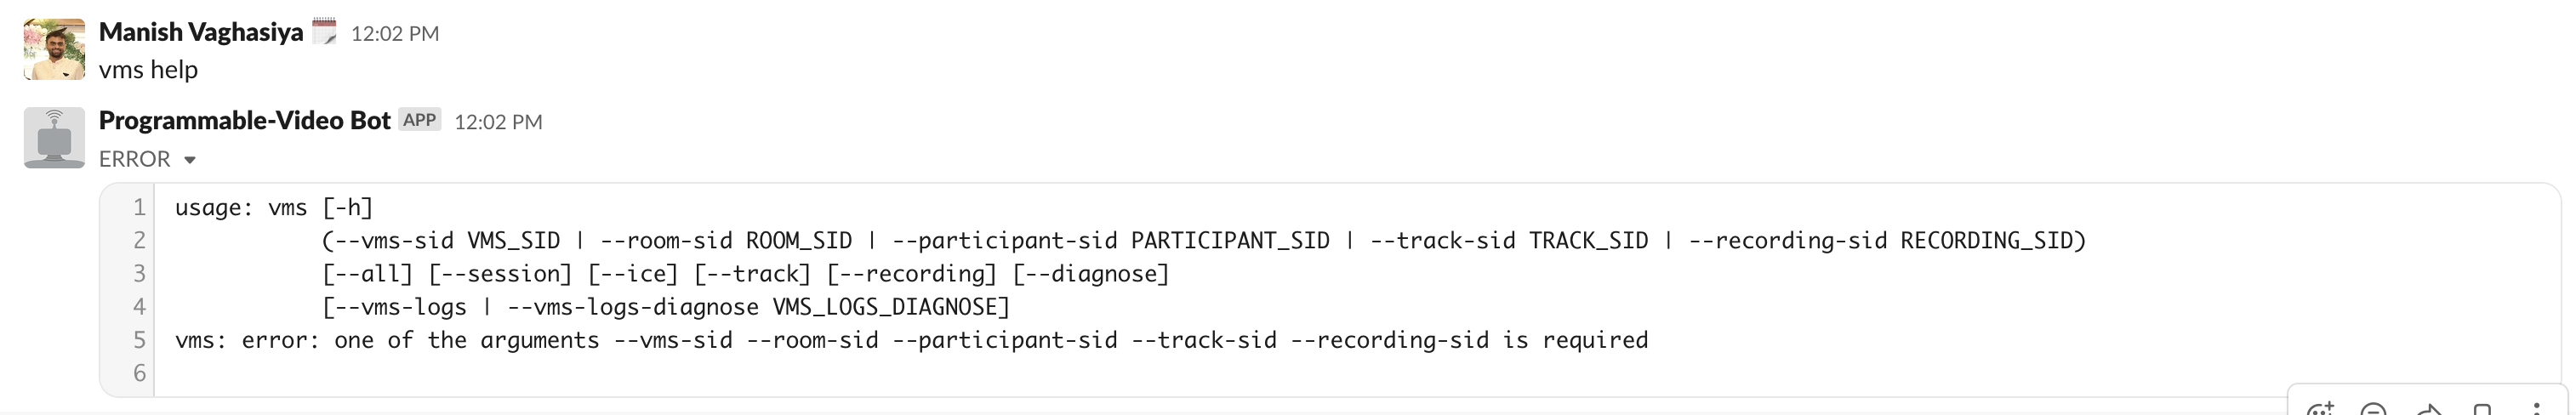 Manish Vaghasiya 12:02 PM
vms help
Programmable-Video Bot APP 12:02 PM
ERROR
1 usage: vms [-h]
2 (--vms-sid VMS_SID | --room-sid ROOM_SID | --participant-sid PARTICIPANT_SID | --track-sid TRACK_SID | --recording-sid RECORDING_SID)
3 [--all] [--session] [--ice] [--track] [--recording] [--diagnose]
4 [--vms-logs | --vms-logs-diagnose VMS_LOGS_DIAGNOSE]
5 vms: error: one of the arguments --vms-sid --room-sid --participant-sid --track-sid --recording-sid is required
6